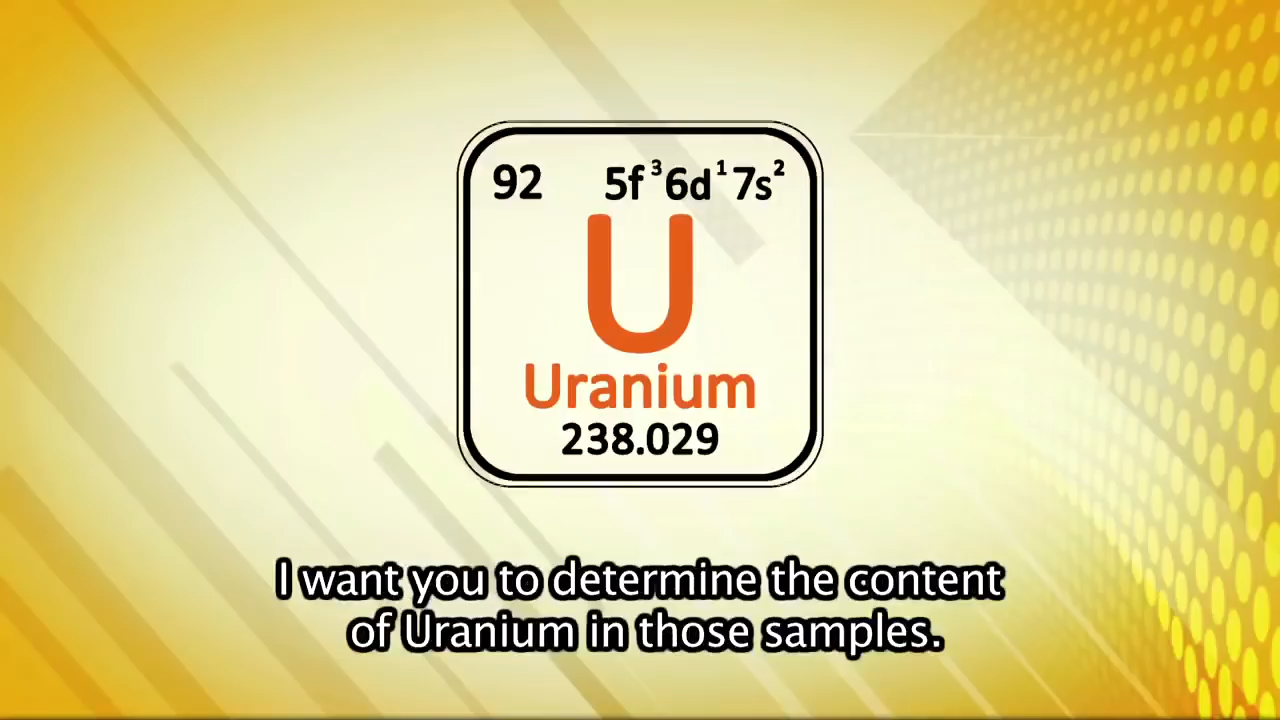 92 5f³6d¹7s²
U
Uranium
238.029
I want you to determine the content
of Uranium in those samples.